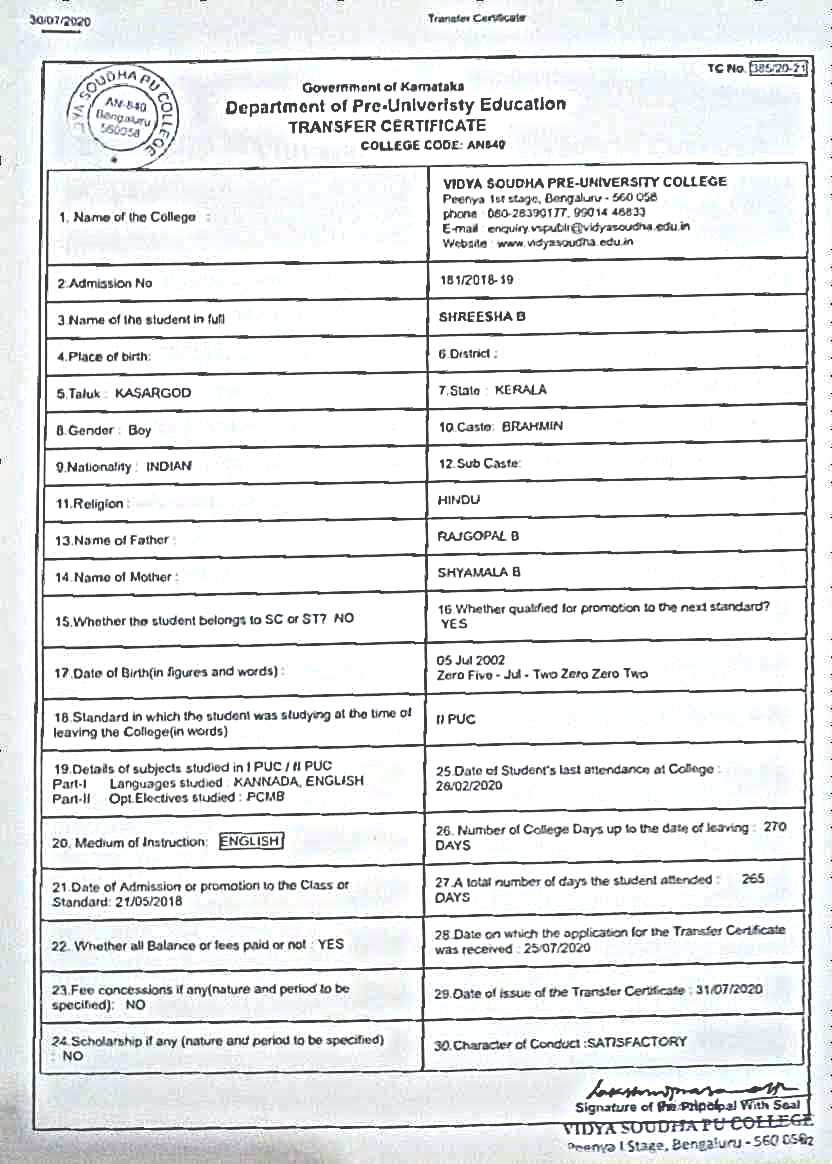 30/07/2020
Transfer Certificate
TC No. 385/20-21
VIDYA SOUDHA PU COLLEGE
AN-840
Bengaluru
560058
Government of Karnataka
Department of Pre-Univeristy Education
TRANSFER CERTIFICATE
COLLEGE CODE: AN840
1. Name of the College :
VIDYA SOUDHA PRE-UNIVERSITY COLLEGE
Peenya 1st stage, Bengaluru - 560 058
phone : 080-28390177, 99014 46833
E-mail : enquiry.vspublr@vidyasoudha.edu.in
Website : www.vidyasoudha.edu.in
2.Admission No
181/2018-19
3.Name of the student in full
SHREESHA B
4.Place of birth:
6.District :
5.Taluk : KASARGOD
7.State : KERALA
8.Gender : Boy
10.Caste: BRAHMIN
9.Nationality : INDIAN
12.Sub Caste:
11.Religion :
HINDU
13.Name of Father :
RAJGOPAL B
14.Name of Mother :
SHYAMALA B
15.Whether the student belongs to SC or ST? NO
16.Whether qualified for promotion to the next standard?
YES
17.Date of Birth(in figures and words) :
05 Jul 2002
Zero Five - Jul - Two Zero Zero Two
18.Standard in which the student was studying at the time of
leaving the College(in words)
II PUC
19.Details of subjects studied in I PUC / II PUC
Part-I Languages studied : KANNADA, ENGLISH
Part-II Opt.Electives studied : PCMB
25.Date of Student's last attendance at College :
26/02/2020
20. Medium of Instruction: ENGLISH
26. Number of College Days up to the date of leaving : 270
DAYS
21.Date of Admission or promotion to the Class or
Standard: 21/05/2018
27.A total number of days the student attended : 265
DAYS
22. Whether all Balance or fees paid or not : YES
28.Date on which the application for the Transfer Certificate
was received : 25/07/2020
23.Fee concessions if any(nature and period to be
specified): NO
29.Date of issue of the Transfer Certificate : 31/07/2020
24.Scholarship if any (nature and period to be specified)
: NO
30.Character of Conduct :SATISFACTORY
Signature of the Pripcipal With Seal
VIDYA SOUDHA PU COLLEGE
Peenya I Stage, Bengaluru - 560 058